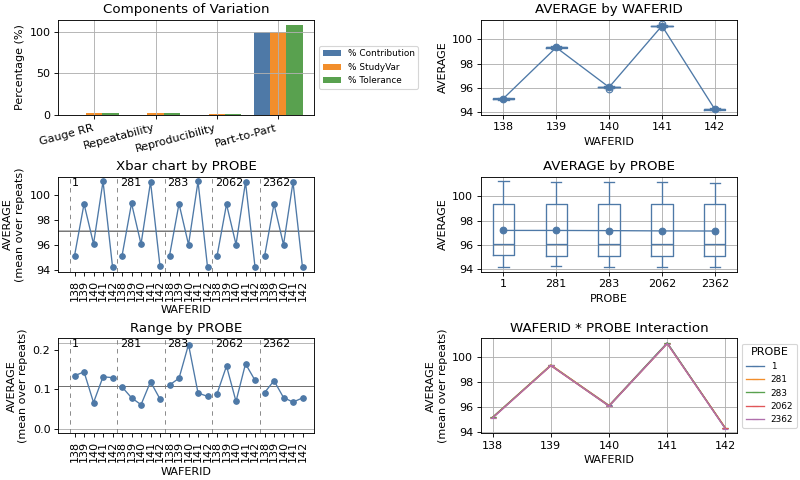 Components of Variation
Percentage (%)
100
50
0
Gauge RR
Repeatability
Reproducibility
Part-to-Part
% Contribution
% StudyVar
% Tolerance
AVERAGE by WAFERID
AVERAGE
100
98
96
94
138 139 140 141 142
WAFERID
Xbar chart by PROBE
AVERAGE
(mean over repeats)
100
98
96
94
1 281 283 2062 2362
138 139 140 141 142 138 139 140 141 142 138 139 140 141 142 138 139 140 141 142 138 139 140 141 142
WAFERID
AVERAGE by PROBE
AVERAGE
100
98
96
94
1 281 283 2062 2362
PROBE
Range by PROBE
AVERAGE
(mean over repeats)
0.2
0.1
0.0
1 281 283 2062 2362
138 139 140 141 142 138 139 140 141 142 138 139 140 141 142 138 139 140 141 142 138 139 140 141 142
WAFERID
WAFERID * PROBE Interaction
AVERAGE
(mean over repeats)
100
98
96
94
138 139 140 141 142
WAFERID
PROBE
1
281
283
2062
2362